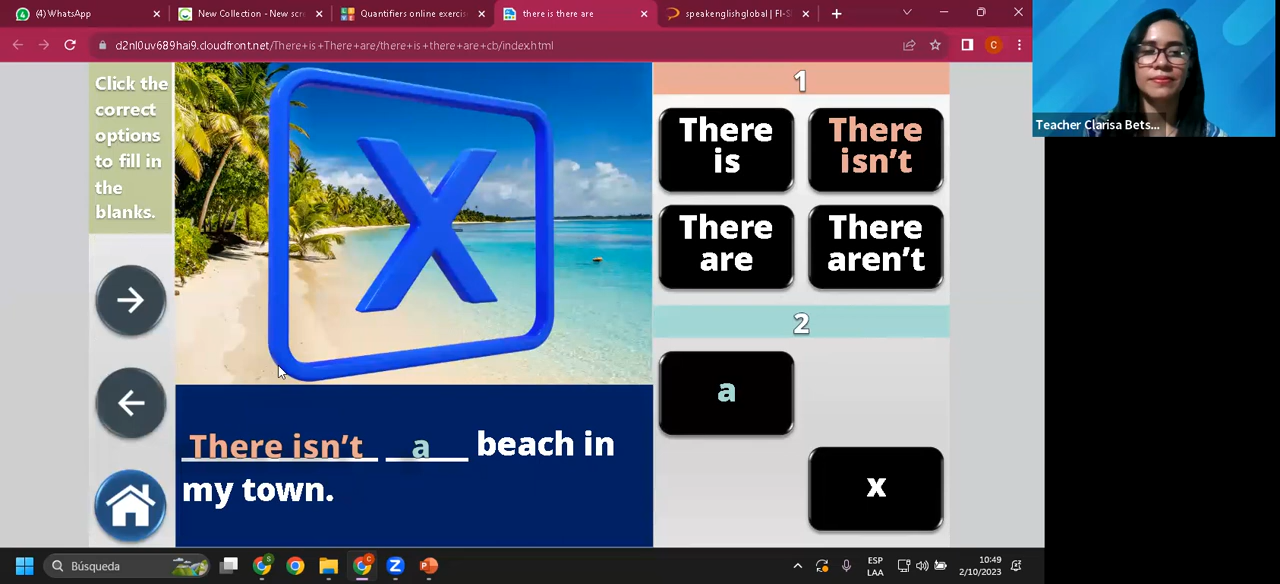 (4) WhatsApp
New Collection - New scre
Quantifiers online exercis
there is there are
speakenglishglobal | FI-S
d2nl0uv689hai9.cloudfront.net/There+is+There+are/there+is+there+are+cb/index.html
Click the
correct
options
to fill in
the
blanks.
X
There isn't a beach in
my town.
1
There
is
There
isn't
There
are
There
aren't
2
a
x
Teacher Clarisa Bets...
Búsqueda
ESP
LAA
10:49
2/10/2023